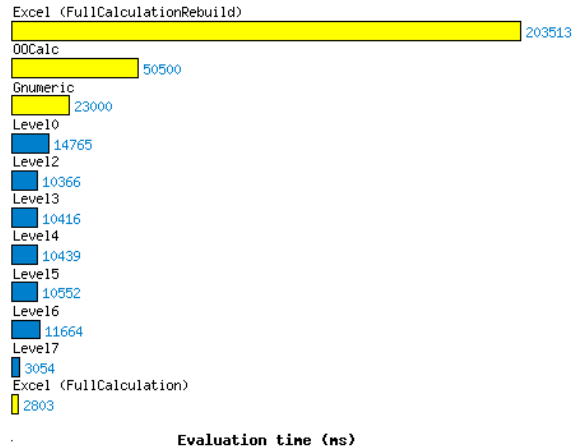 Excel (FullCalculationRebuild)
203513
OOCalc
50500
Gnumeric
23000
Level0
14765
Level2
10366
Level3
10416
Level4
10439
Level5
10552
Level6
11664
Level7
3054
Excel (FullCalculation)
2803
Evaluation time (ms)